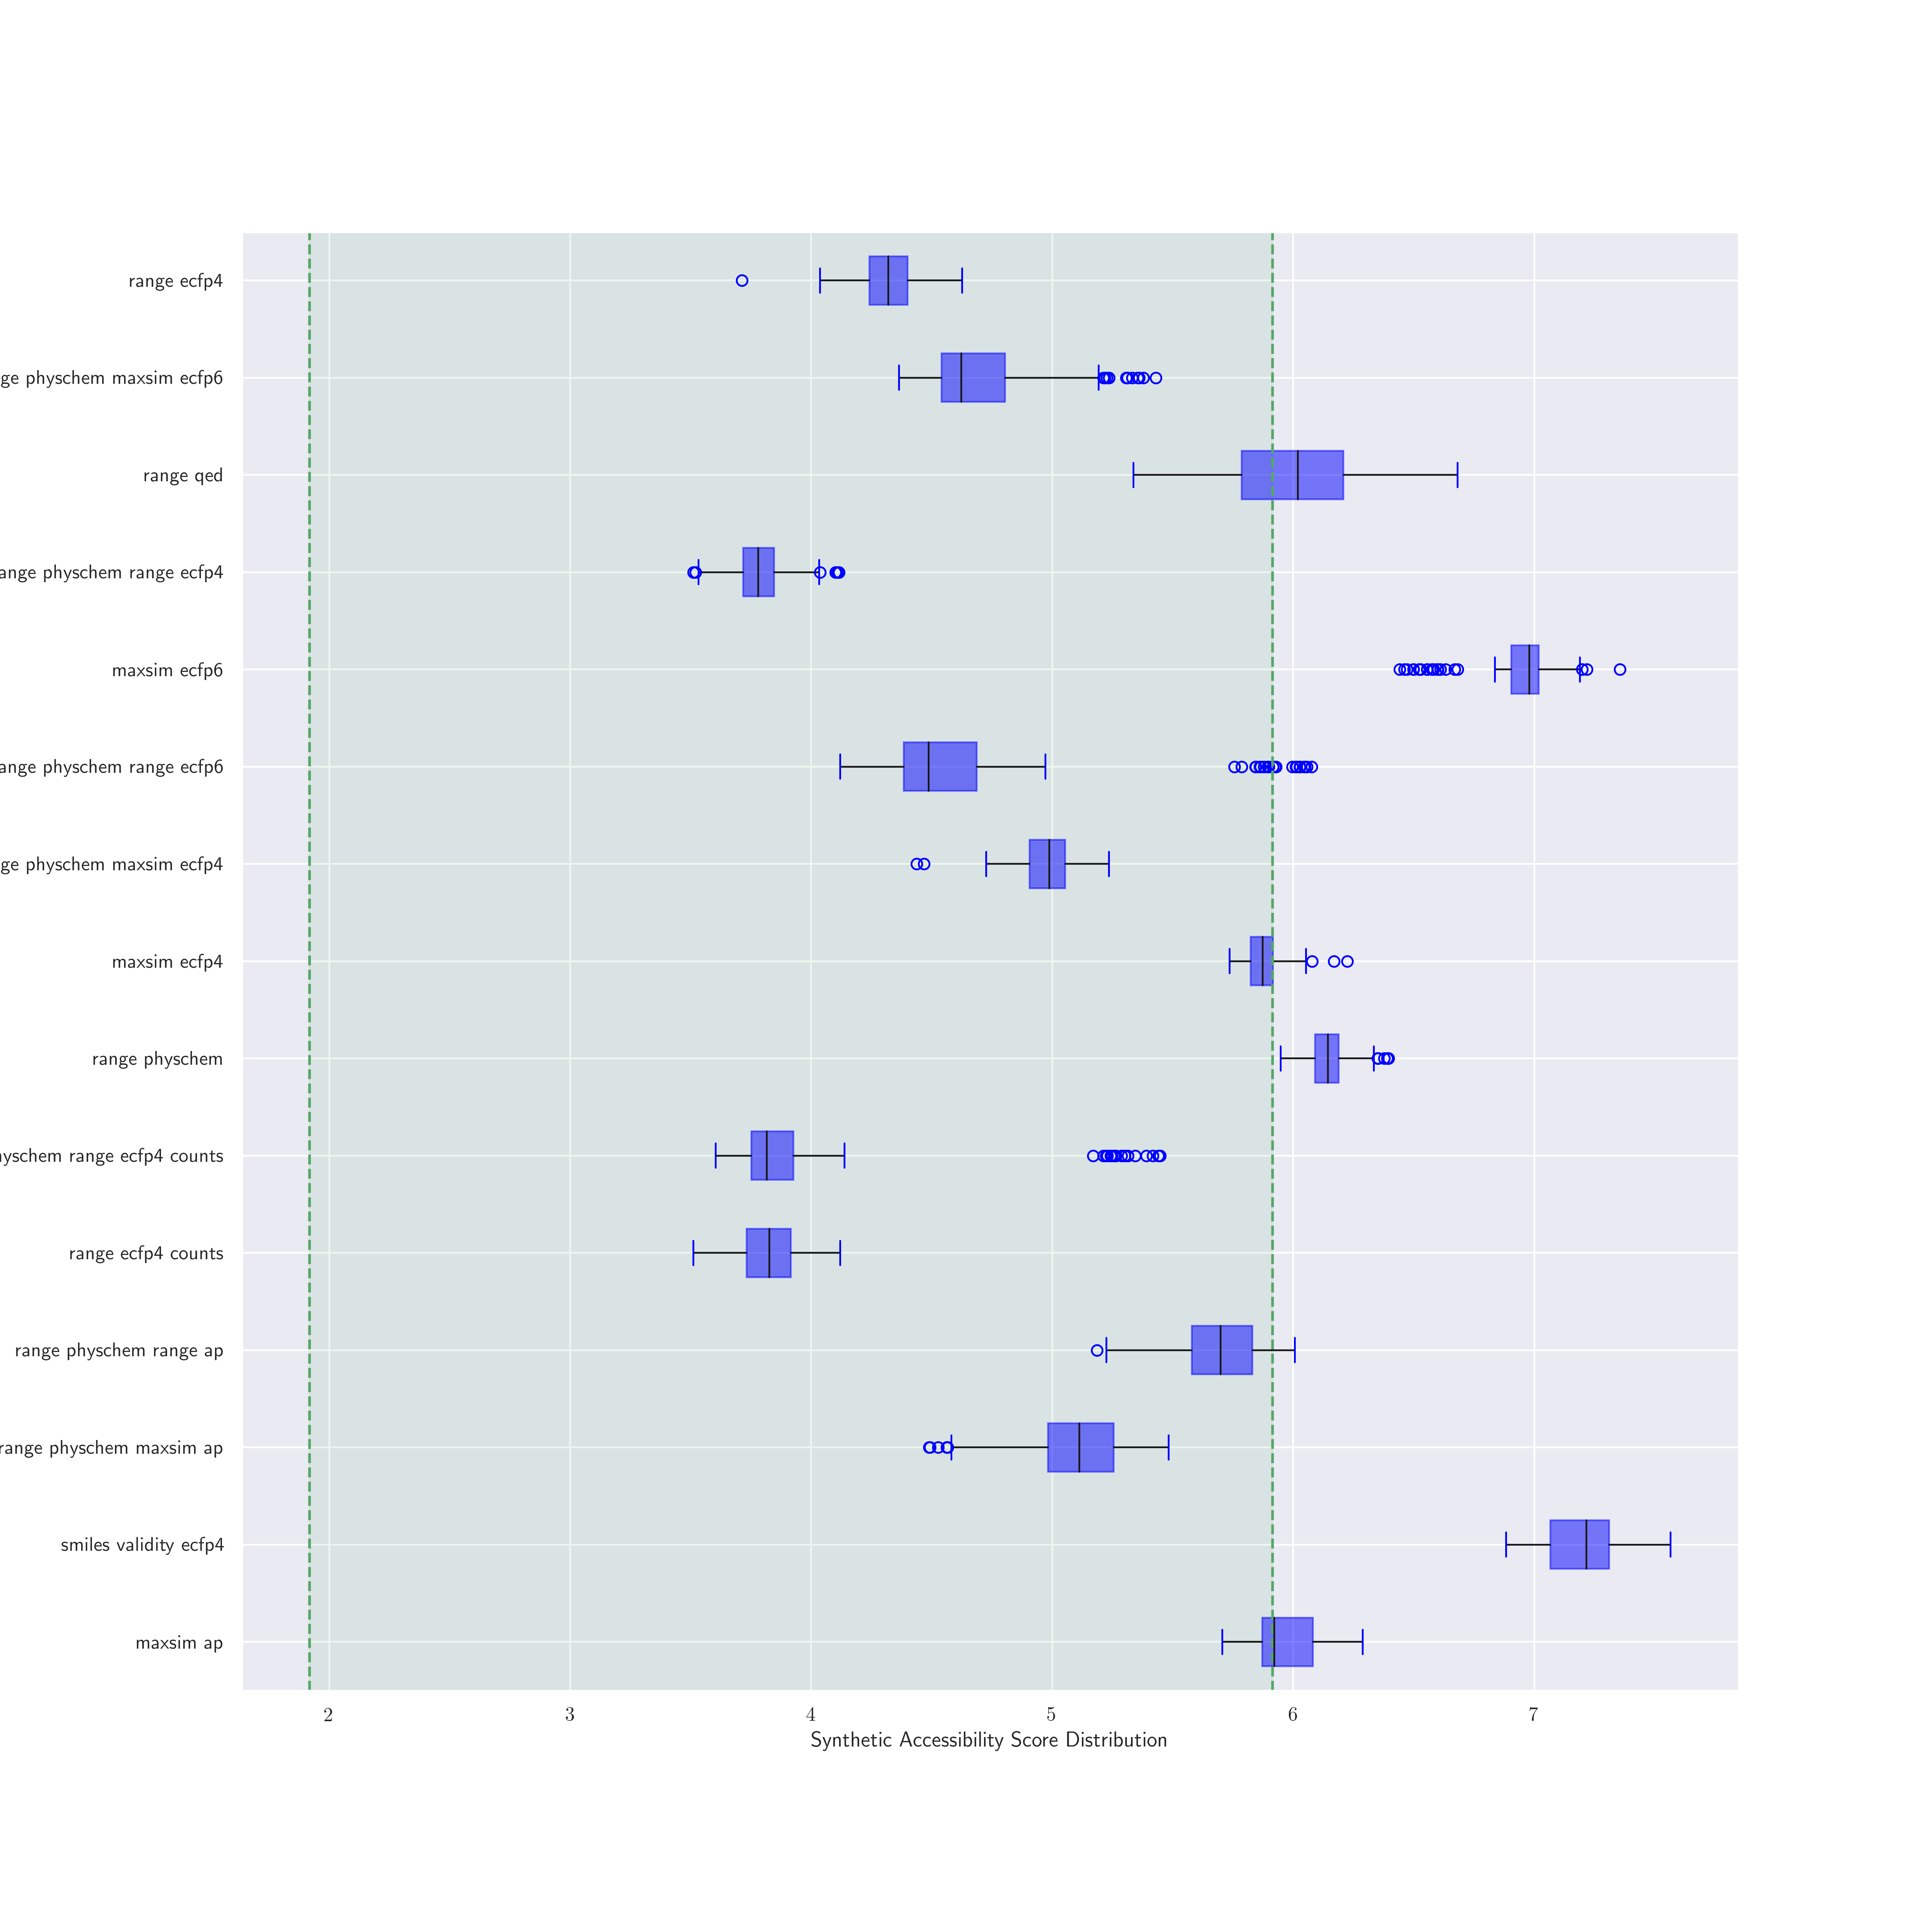 range ecfp4
ge physchem maxsim ecfp6
range qed
ange physchem range ecfp4
maxsim ecfp6
ange physchem range ecfp6
ge physchem maxsim ecfp4
maxsim ecfp4
range physchem
yschem range ecfp4 counts
range ecfp4 counts
range physchem range ap
range physchem maxsim ap
smiles validity ecfp4
maxsim ap
2 3 4 5 6 7
Synthetic Accessibility Score Distribution